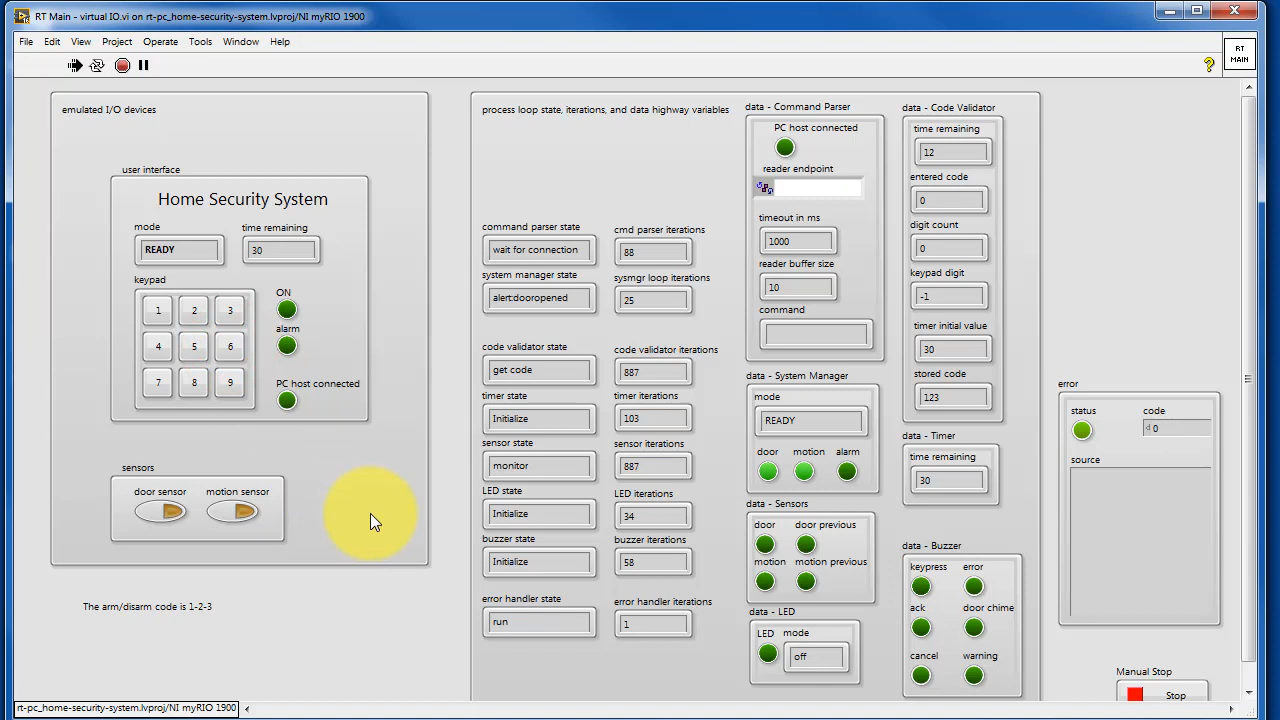 RT Main - virtual IO.vi on rt-pc_home-security-system.lvproj/NI myRIO 1900
File Edit View Project Operate Tools Window Help
?
RT
MAIN
emulated I/O devices
user interface
Home Security System
mode
time remaining
READY
30
keypad
1 2 3
4 5 6
7 8 9
ON
alarm
PC host connected
sensors
door sensor
motion sensor
The arm/disarm code is 1-2-3
process loop state, iterations, and data highway variables
command parser state
cmd parser iterations
wait for connection
88
system manager state
sysmgr loop iterations
alert:dooropened
25
code validator state
code validator iterations
get code
887
timer state
timer iterations
Initialize
103
sensor state
sensor iterations
monitor
887
LED state
LED iterations
Initialize
34
buzzer state
buzzer iterations
Initialize
58
error handler state
error handler iterations
run
1
data - Command Parser
PC host connected
reader endpoint
timeout in ms
1000
reader buffer size
10
command
data - System Manager
mode
READY
door motion alarm
data - Sensors
door door previous
motion motion previous
data - LED
LED mode
off
data - Code Validator
time remaining
12
entered code
0
digit count
0
keypad digit
-1
timer initial value
30
stored code
123
data - Timer
time remaining
30
data - Buzzer
keypress error
ack door chime
cancel warning
error
status code
d 0
source
Manual Stop
Stop
rt-pc_home-security-system.lvproj/NI myRIO 1900